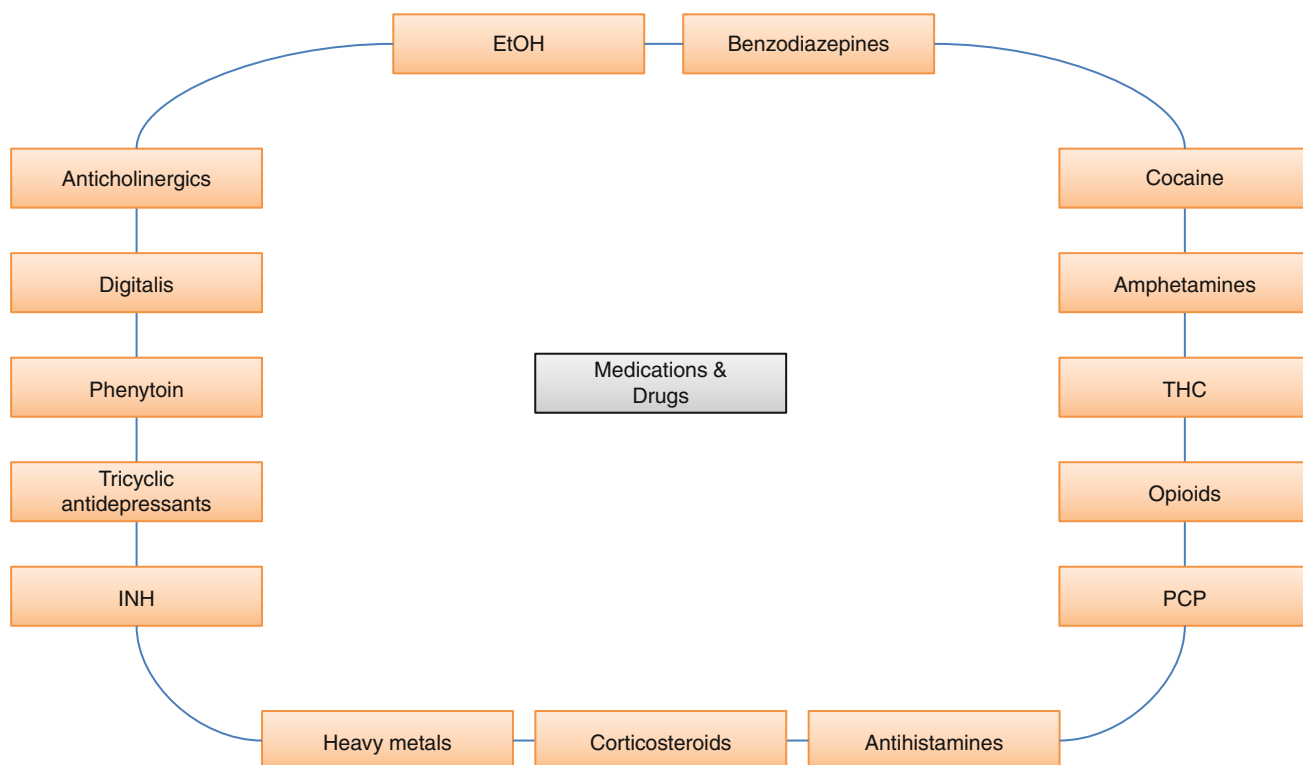 EtOH
Benzodiazepines
Anticholinergics
Cocaine
Digitalis
Amphetamines
Phenytoin
Medications &
Drugs
THC
Tricyclic
antidepressants
Opioids
INH
PCP
Heavy metals
Corticosteroids
Antihistamines